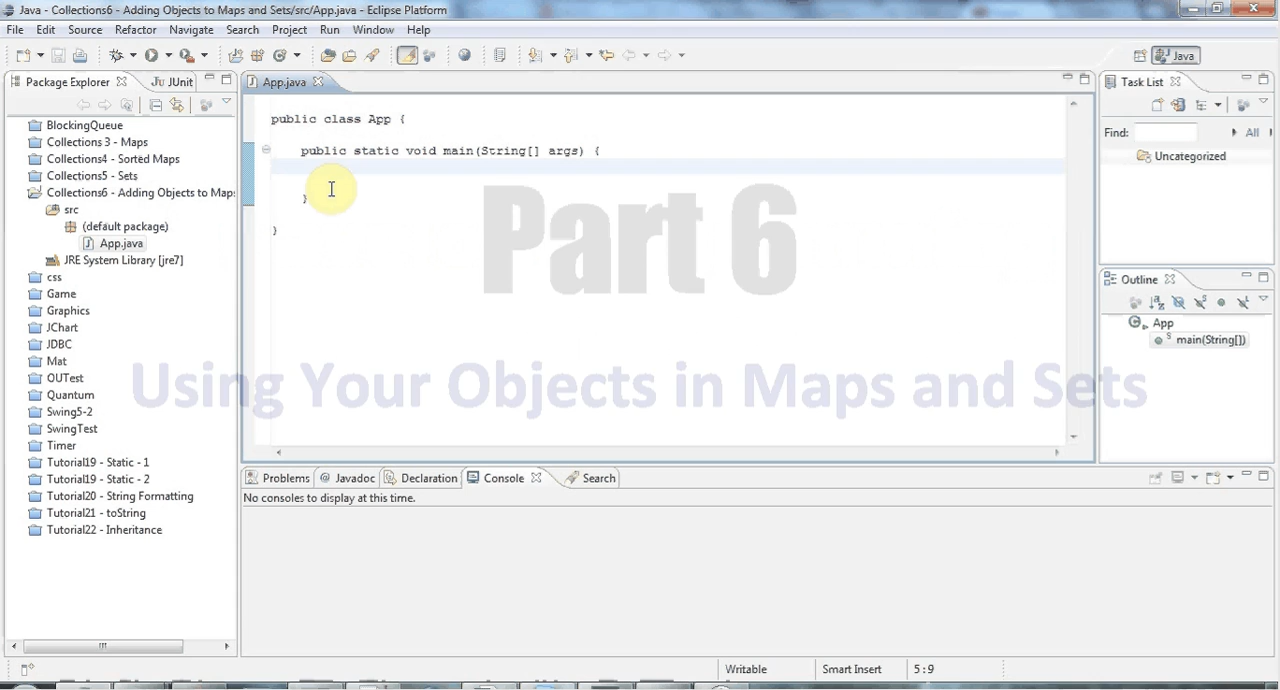 Java - Collections6 - Adding Objects to Maps and Sets/src/App.java - Eclipse Platform
File Edit Source Refactor Navigate Search Project Run Window Help
Java
Package Explorer
JUnit
BlockingQueue
Collections 3 - Maps
Collections4 - Sorted Maps
Collections5 - Sets
Collections6 - Adding Objects to Maps
src
(default package)
App.java
JRE System Library [jre7]
css
Game
Graphics
JChart
JDBC
Mat
OUTest
Quantum
Swing5-2
SwingTest
Timer
Tutorial19 - Static - 1
Tutorial19 - Static - 2
Tutorial20 - String Formatting
Tutorial21 - toString
Tutorial22 - Inheritance
App.java
public class App {
public static void main(String[] args) {
}
}
Part 6
Using Your Objects in Maps and Sets
Task List
Find:
All
Uncategorized
Outline
App
main(String[])
Problems
@ Javadoc
Declaration
Console
Search
No consoles to display at this time.
Writable
Smart Insert
5 : 9